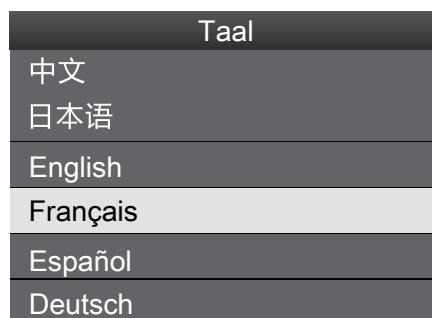 Taal
中文
日本语
English
Français
Español
Deutsch